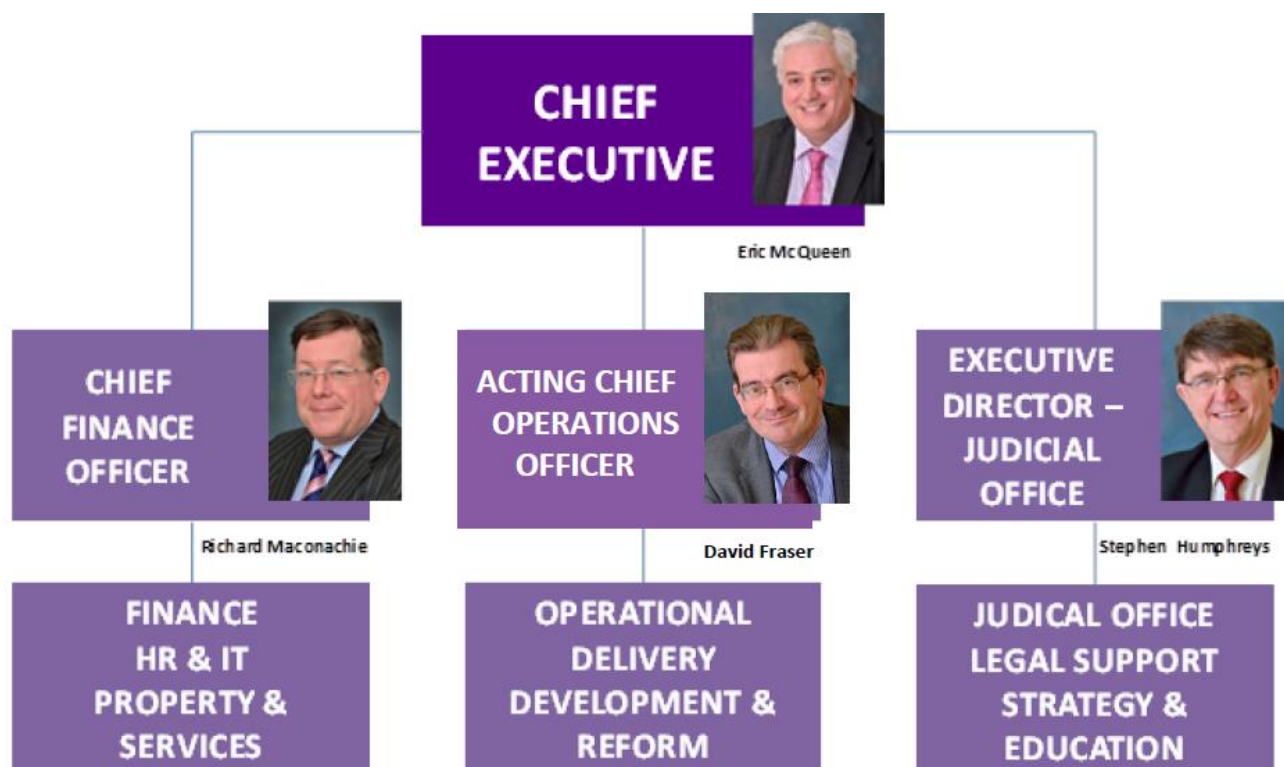 CHIEF
EXECUTIVE
Eric McQueen
CHIEF
FINANCE
OFFICER
Richard Maconachie
ACTING CHIEF
OPERATIONS
OFFICER
David Fraser
EXECUTIVE
DIRECTOR –
JUDICIAL
OFFICE
Stephen Humphreys
FINANCE
HR & IT
PROPERTY &
SERVICES
OPERATIONAL
DELIVERY
DEVELOPMENT &
REFORM
JUDICAL OFFICE
LEGAL SUPPORT
STRATEGY &
EDUCATION